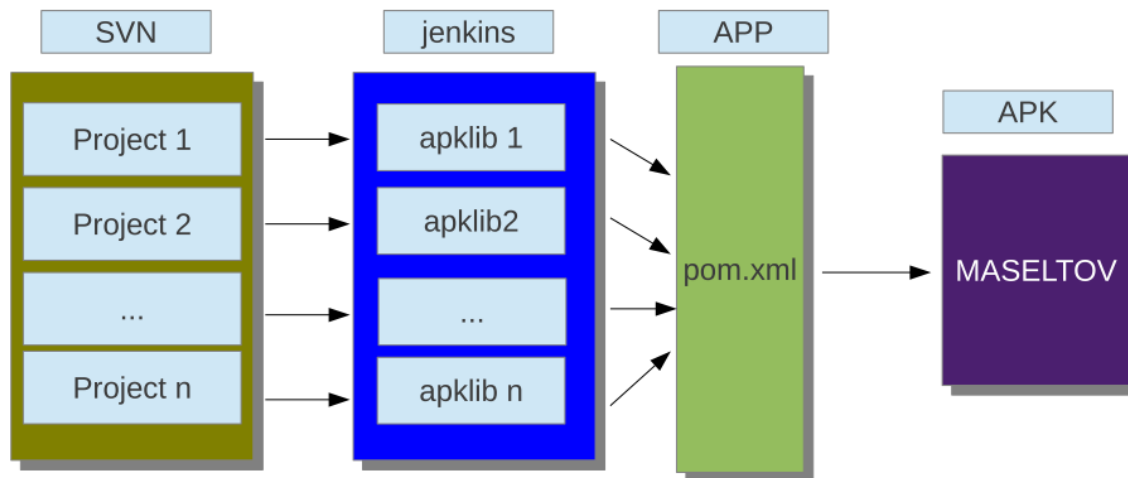 SVN
jenkins
APP
APK
Project 1
Project 2
...
Project n
apklib 1
apklib2
...
apklib n
pom.xml
MASELTOV